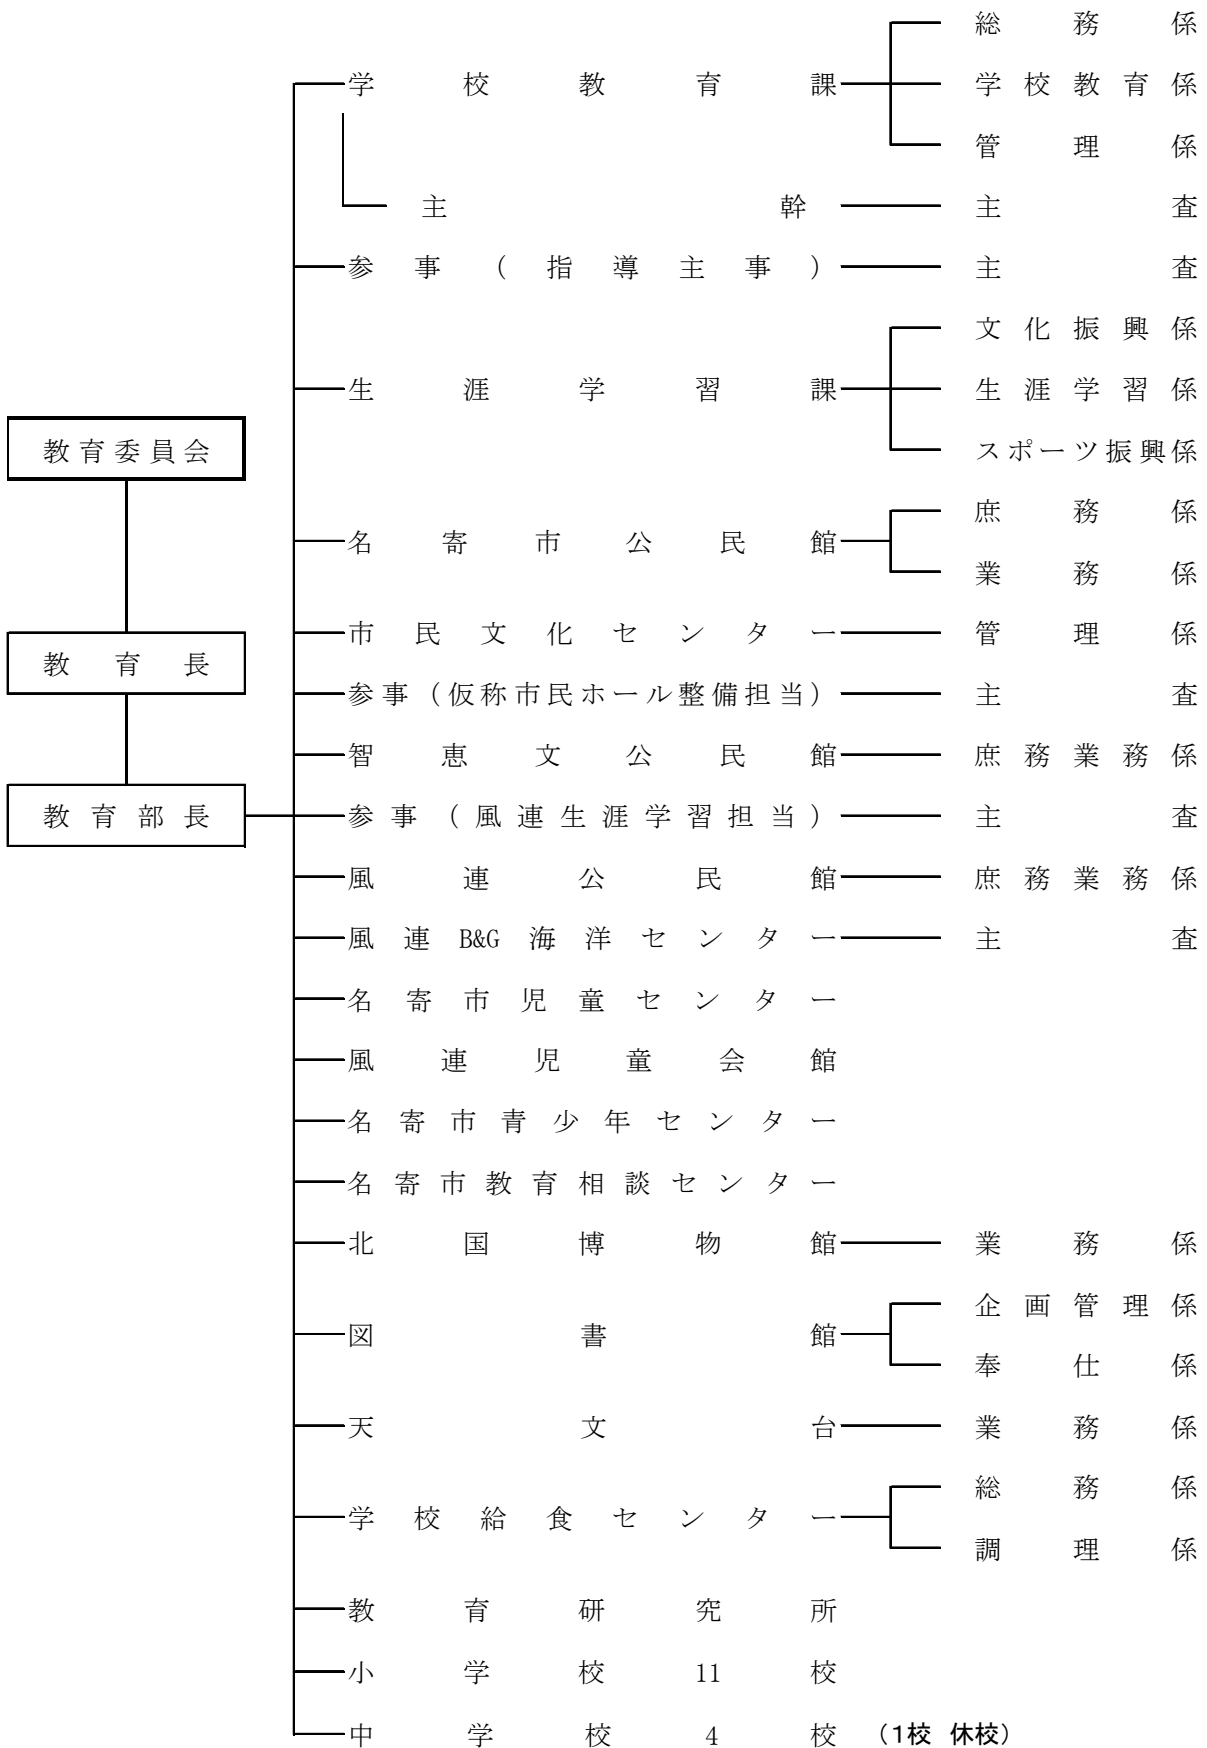 総務係
学校教育課 学校教育係
管理係
主幹 主査
参事(指導主事) 主査
文化振興係
生涯学習課 生涯学習係
教育委員会 スポーツ振興係
庶務係
名寄市公民館
業務係
市民文化センター 管理係
教育長
参事(仮称市民ホール整備担当) 主査
智恵文公民館 庶務業務係
教育部長 参事(風連生涯学習担当) 主査
風連公民館 庶務業務係
風連B&G海洋センター 主査
名寄市児童センター
風連児童会館
名寄市青少年センター
名寄市教育相談センター
北国博物館 業務係
企画管理係
図書館
奉仕係
天文台 業務係
総務係
学校給食センター
調理係
教育研究所
小学校11校
中学校4校 (1校 休校)